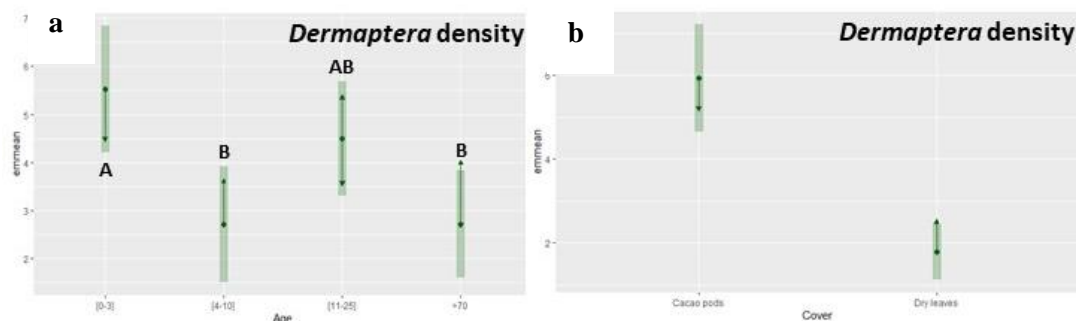 a
Dermaptera density
7
6
5
4
3
2
emmean
A
B
AB
B
[0-3]
[4-10]
[11-25]
+70
Age
b
Dermaptera density
6
4
2
emmean
Cacao pods
Dry leaves
Cover